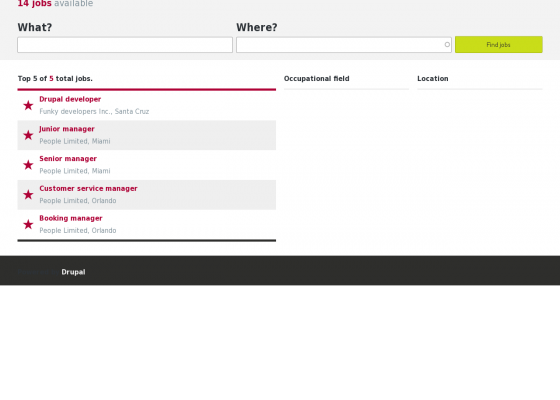 14 jobs available
What? Where?
Find jobs
Top 5 of 5 total jobs. Occupational field Location
Drupal developer
Funky developers Inc., Santa Cruz
Junior manager
People Limited, Miami
Senior manager
People Limited, Miami
Customer service manager
People Limited, Orlando
Booking manager
People Limited, Orlando
Drupal